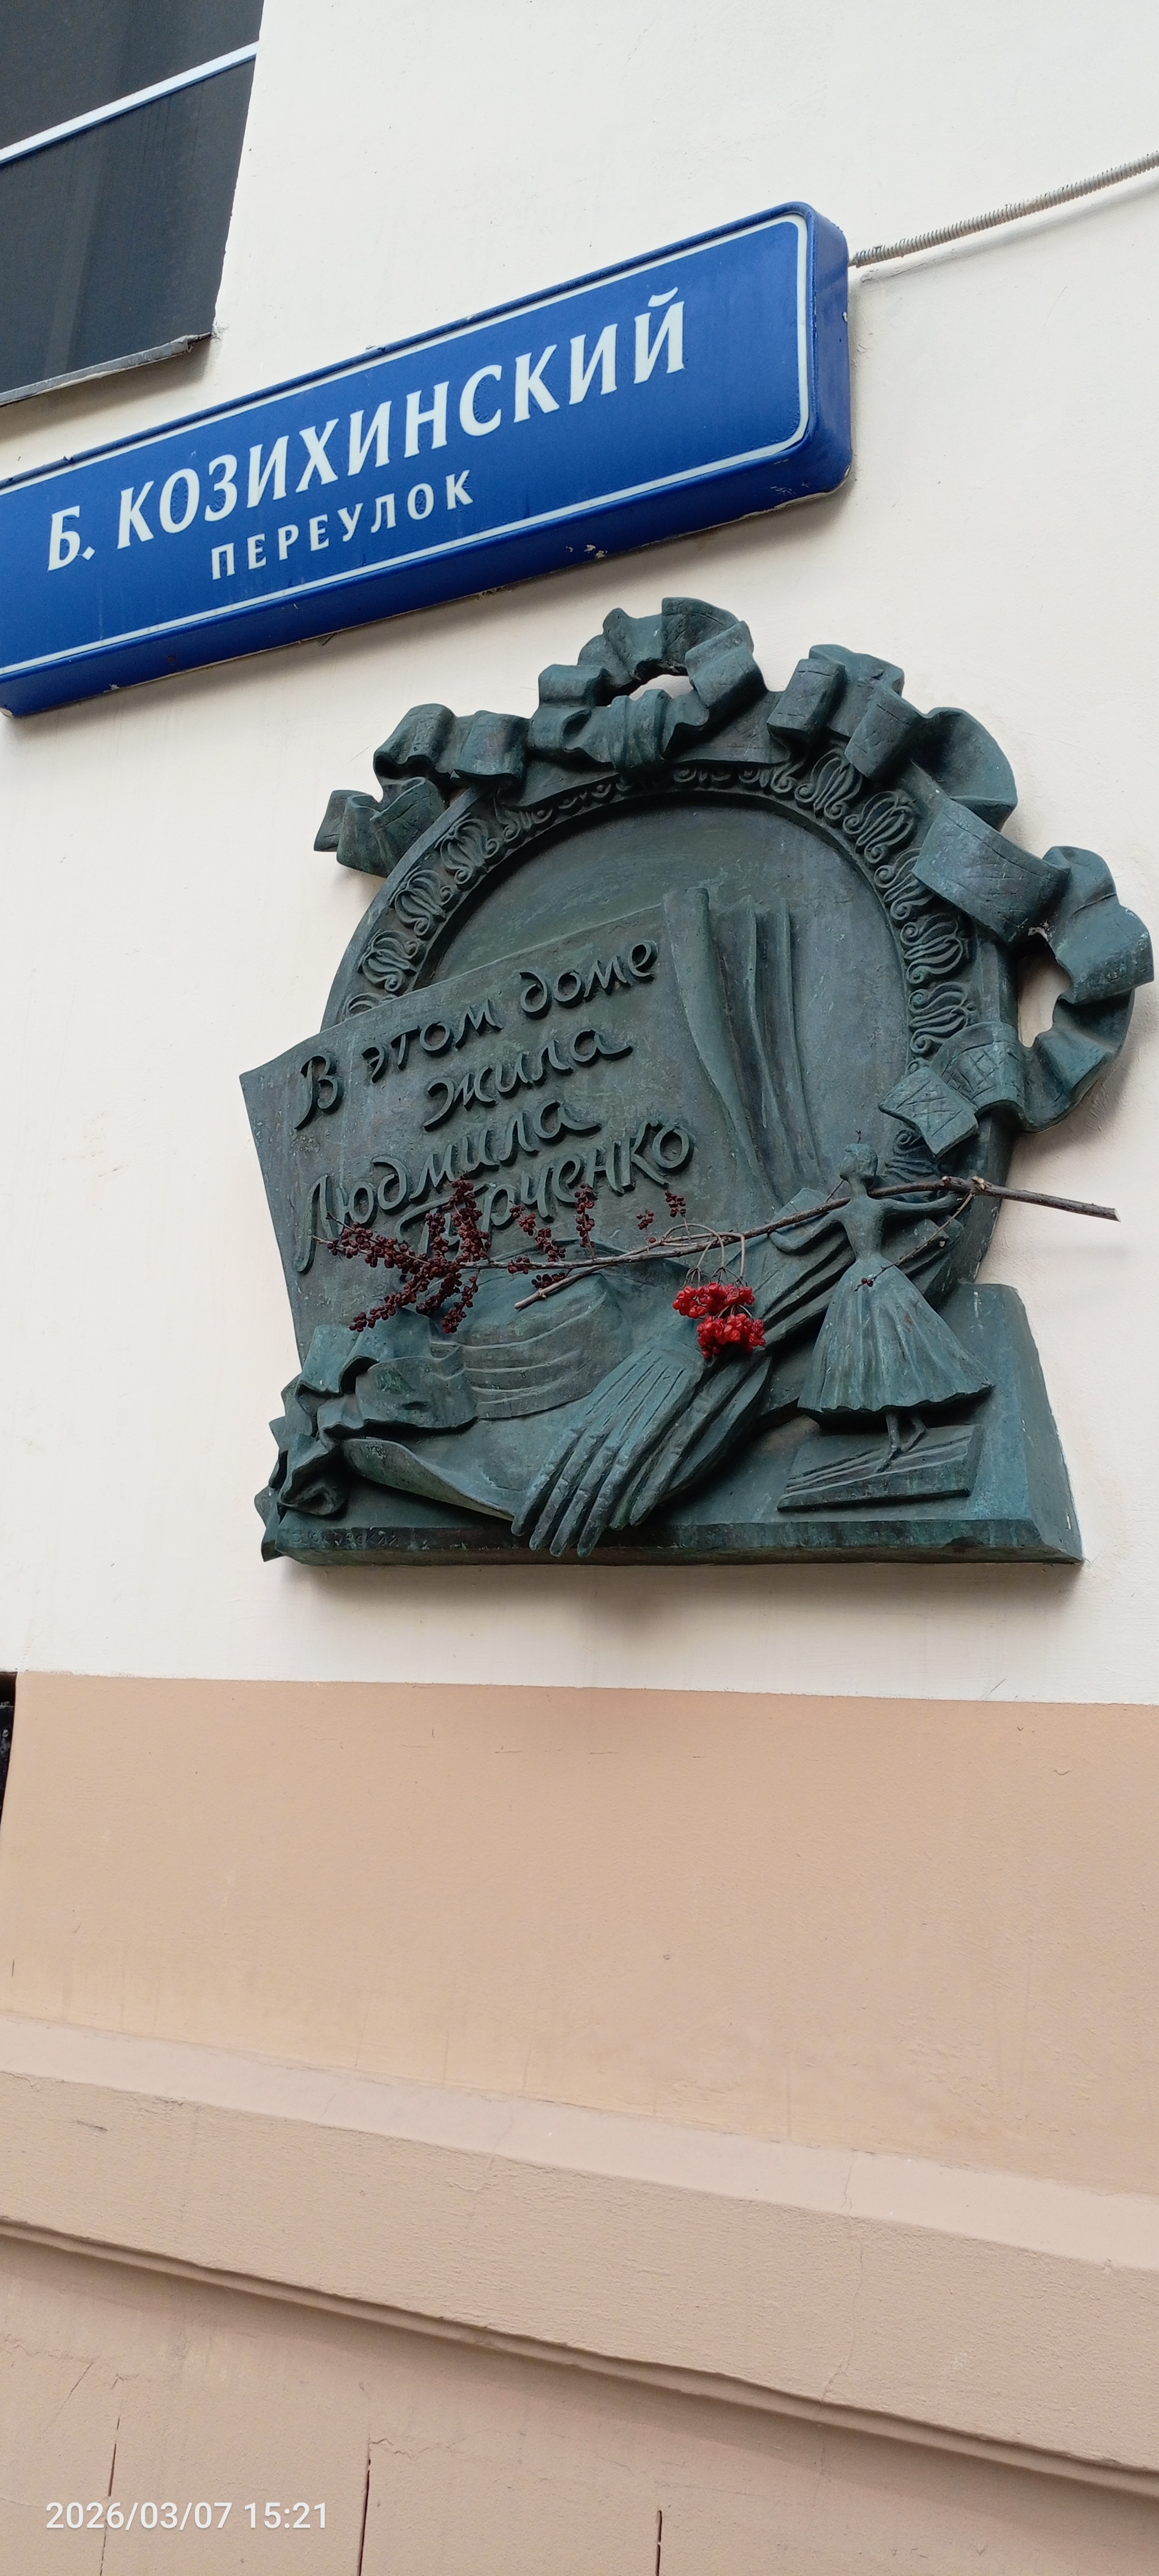 Б. КОЗИХИНСКИЙ
ПЕРЕУЛОК
В этом доме
жила
Людмила
Гурченко
2026/03/07 15:21